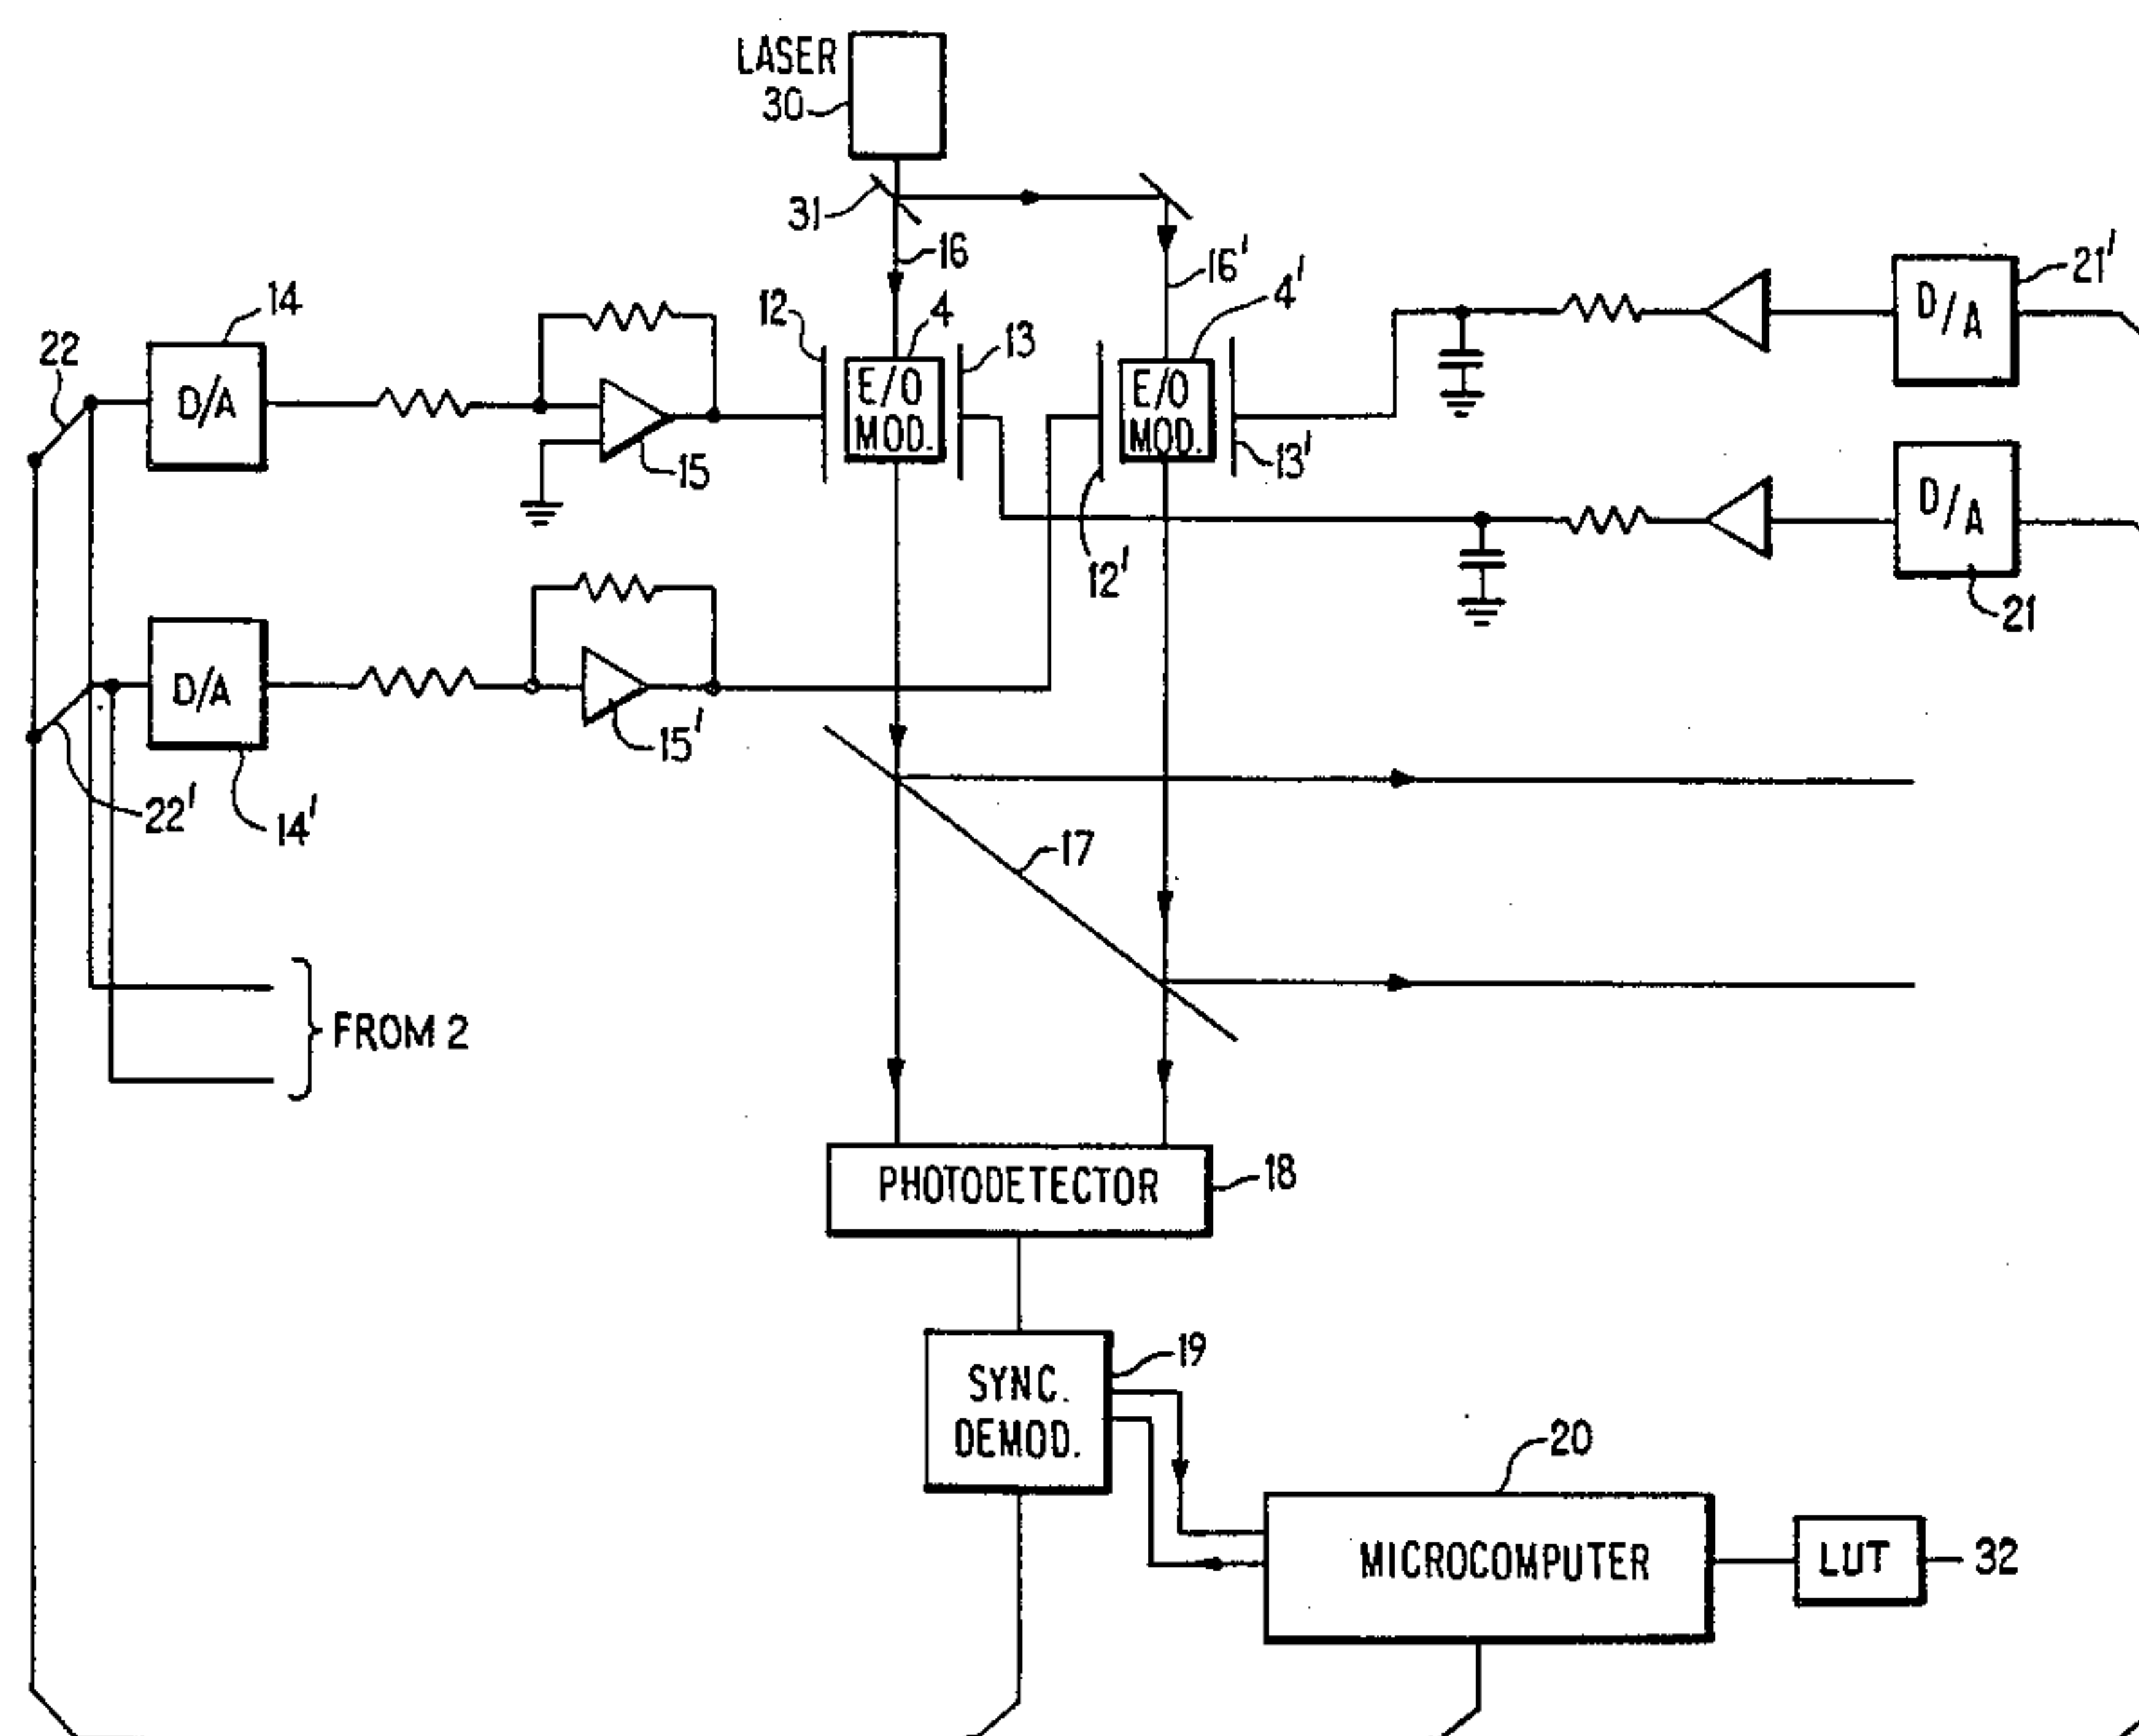 LASER
30
31
16
16'
21'
D/A
14
22
D/A
12
4
E/O
MOD.
13
4'
E/O
MOD.
13'
15
D/A
12'
21
D/A
15'
22'
14'
17
FROM 2
PHOTODETECTOR
18
19
SYNC.
DEMOD.
20
MICROCOMPUTER
LUT
32